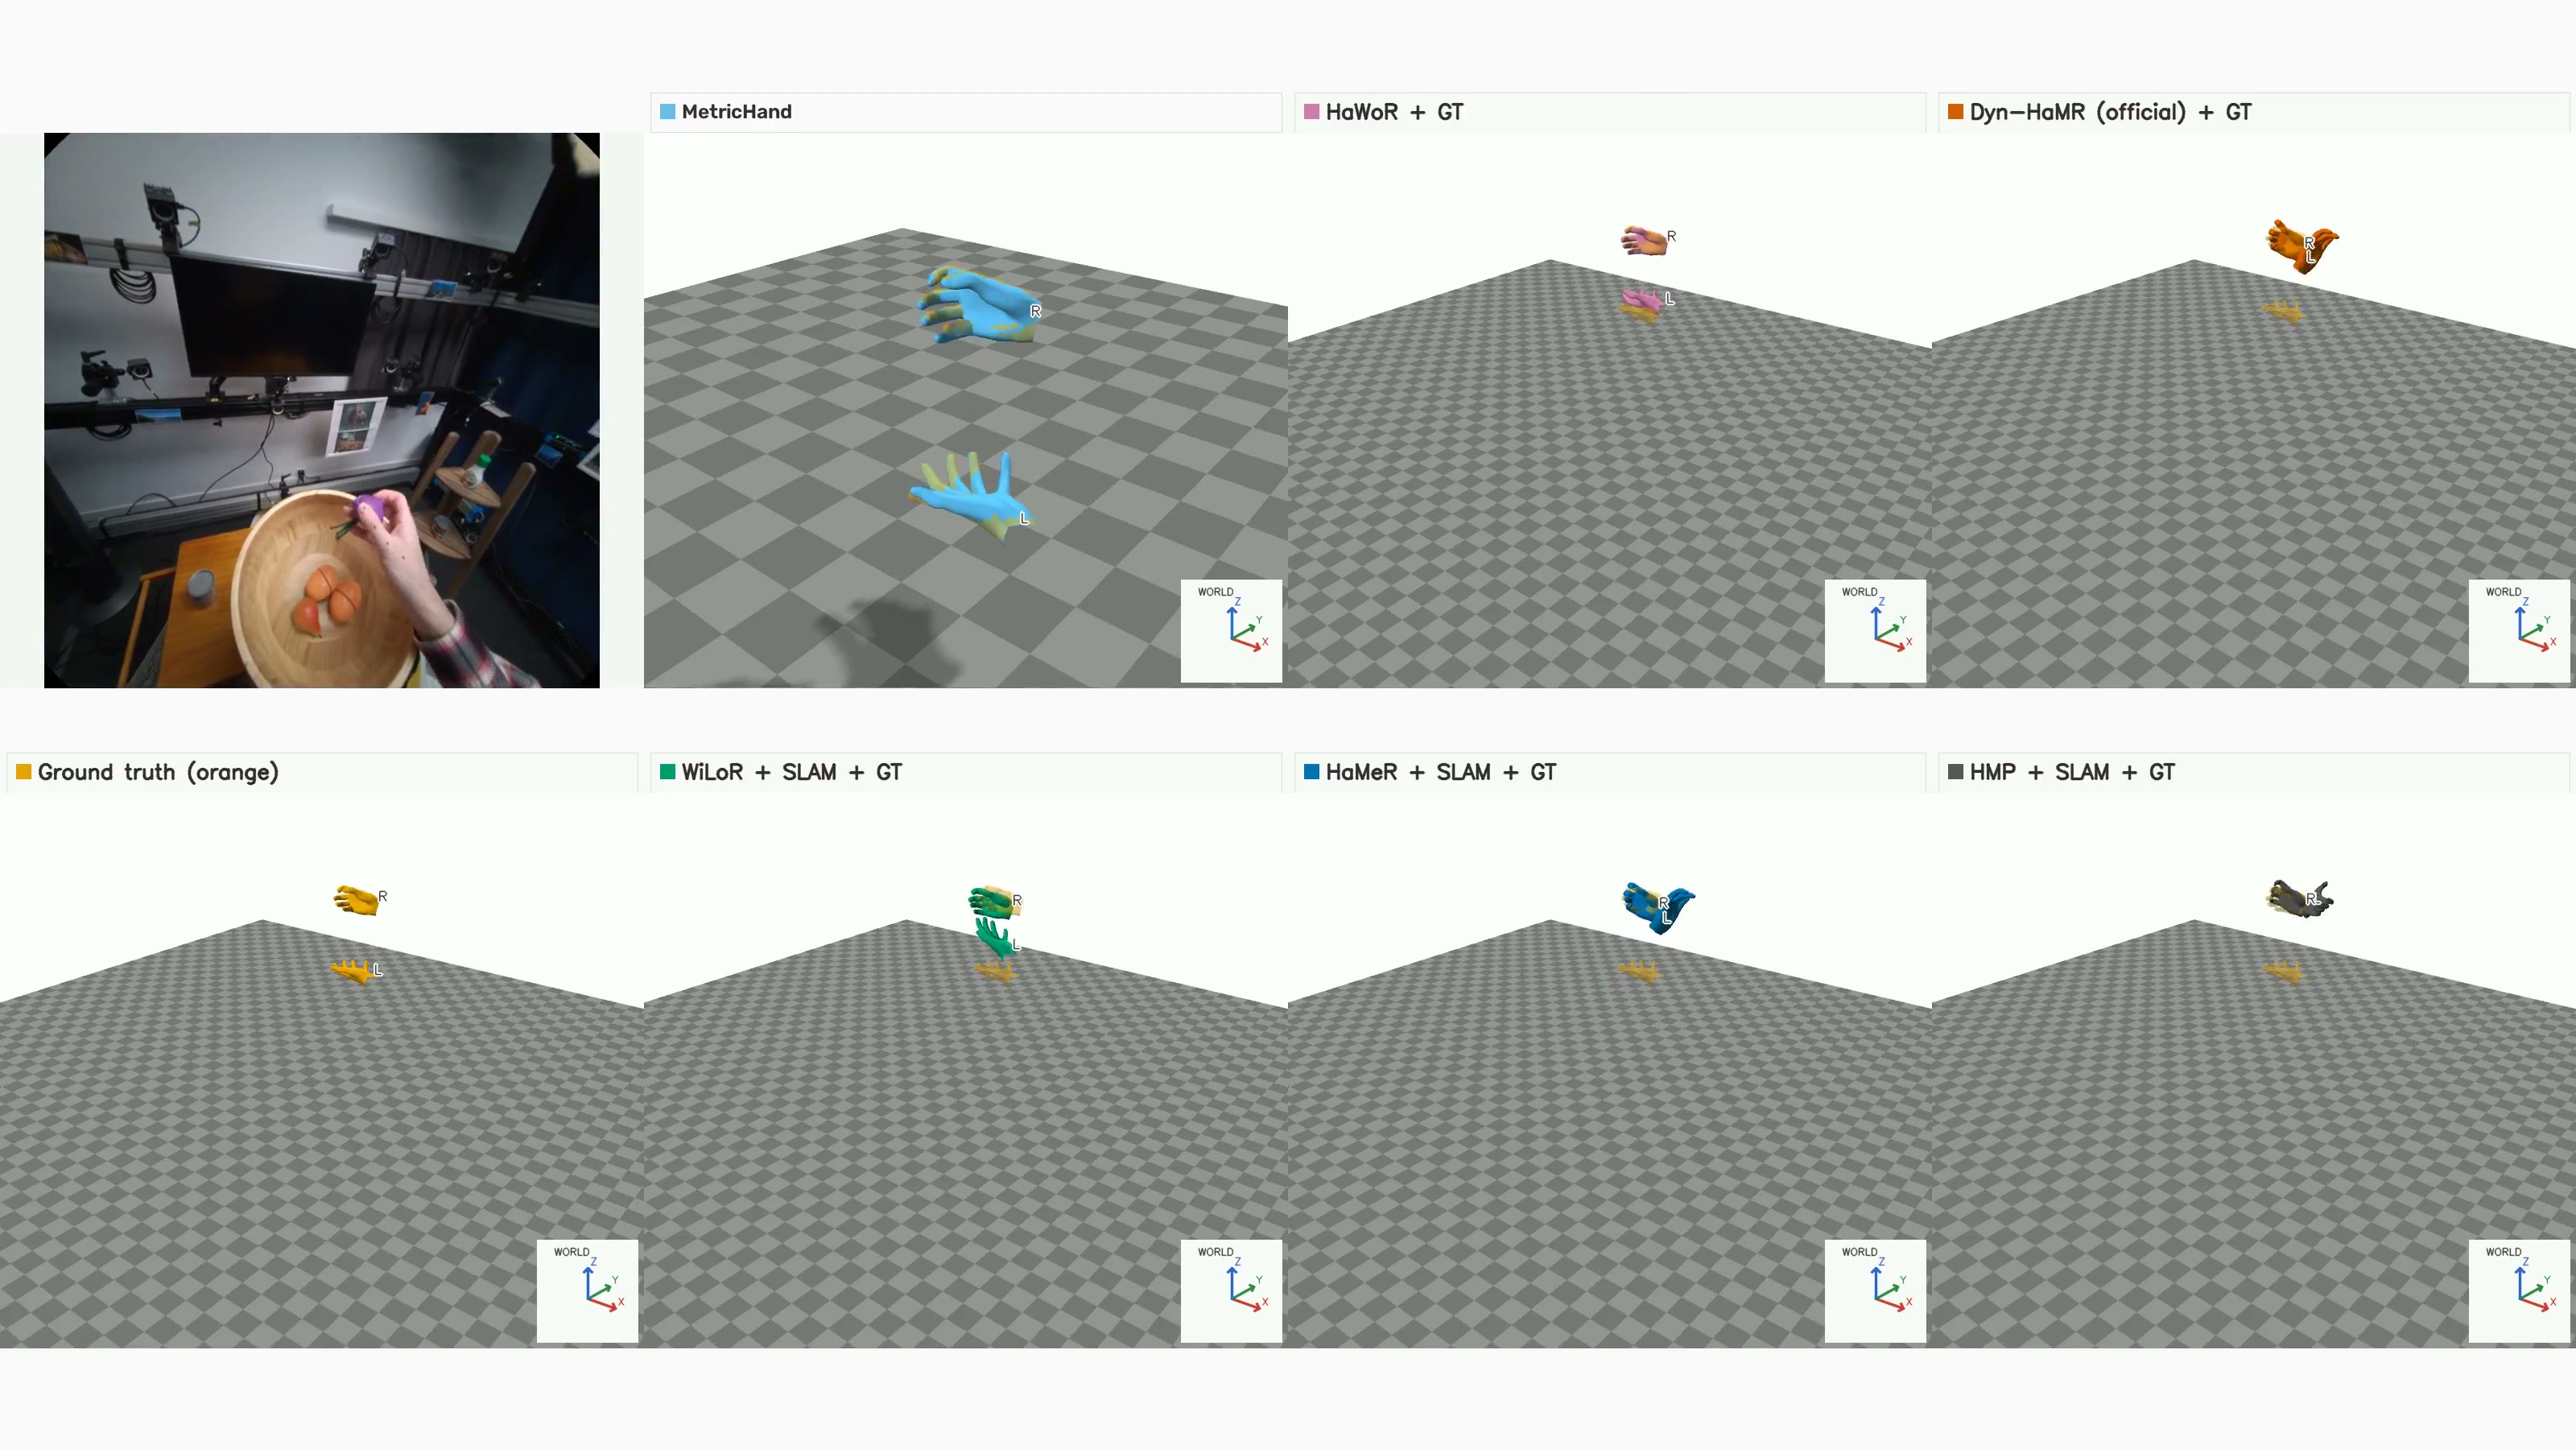 MetricHand
HaWoR + GT
Dyn-HaMR (official) + GT
R
L
WORLD
Z
Y
X
R
L
WORLD
Z
Y
X
R
L
WORLD
Z
Y
X
Ground truth (orange)
WiLoR + SLAM + GT
HaMeR + SLAM + GT
HMP + SLAM + GT
R
L
WORLD
Z
Y
X
R
L
WORLD
Z
Y
X
R
L
WORLD
Z
Y
X
R
WORLD
Z
Y
X